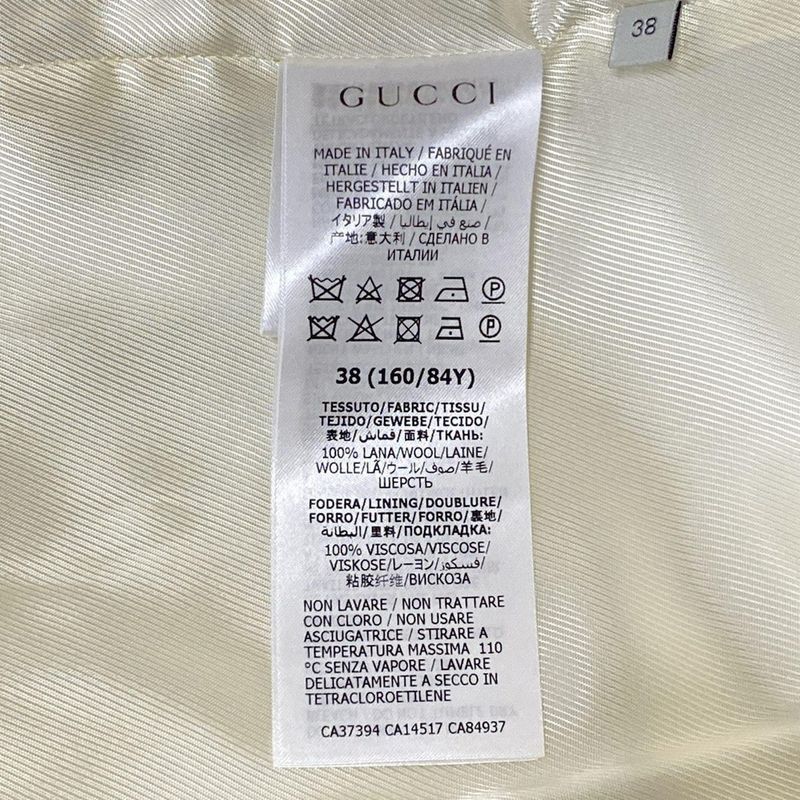 38
GUCCI
MADE IN ITALY / FABRIQUÉ EN
ITALIE / HECHO EN ITALIA /
HERGESTELLT IN ITALIEN /
FABRICADO EM ITÁLIA /
イタリア製 / صنع في إيطاليا /
产地:意大利 / СДЕЛАНО В
ИТАЛИИ
P
P
38 (160/84Y)
TESSUTO/FABRIC/TISSU/
TEJIDO/GEWEBE/TECIDO/
表地/قماش/面料/ТКАНЬ:
100% LANA/WOOL/LAINE/
WOLLE/LÃ/ウール/صوف/羊毛/
ШЕРСТЬ
FODERA/LINING/DOUBLURE/
FORRO/FUTTER/FORRO/裏地/
البطانة/里料/ПОДКЛАДКА:
100% VISCOSA/VISCOSE/
VISKOSE/レーヨン/فسكوز/
粘胶纤维/ВИСКОЗА
NON LAVARE / NON TRATTARE
CON CLORO / NON USARE
ASCIUGATRICE / STIRARE A
TEMPERATURA MASSIMA 110
°C SENZA VAPORE / LAVARE
DELICATAMENTE A SECCO IN
TETRACLOROETILENE
CA37394 CA14517 CA84937